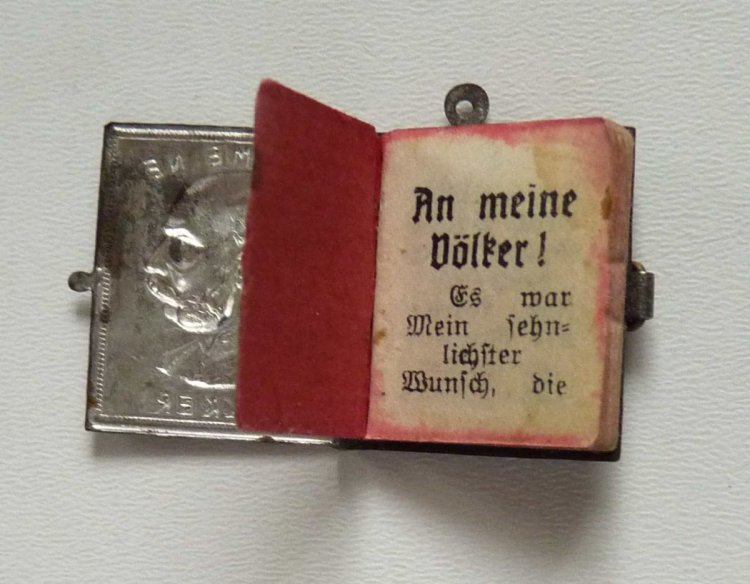 An meine
Völker!
Es war
Mein sehn=
lichster
Wunsch, die